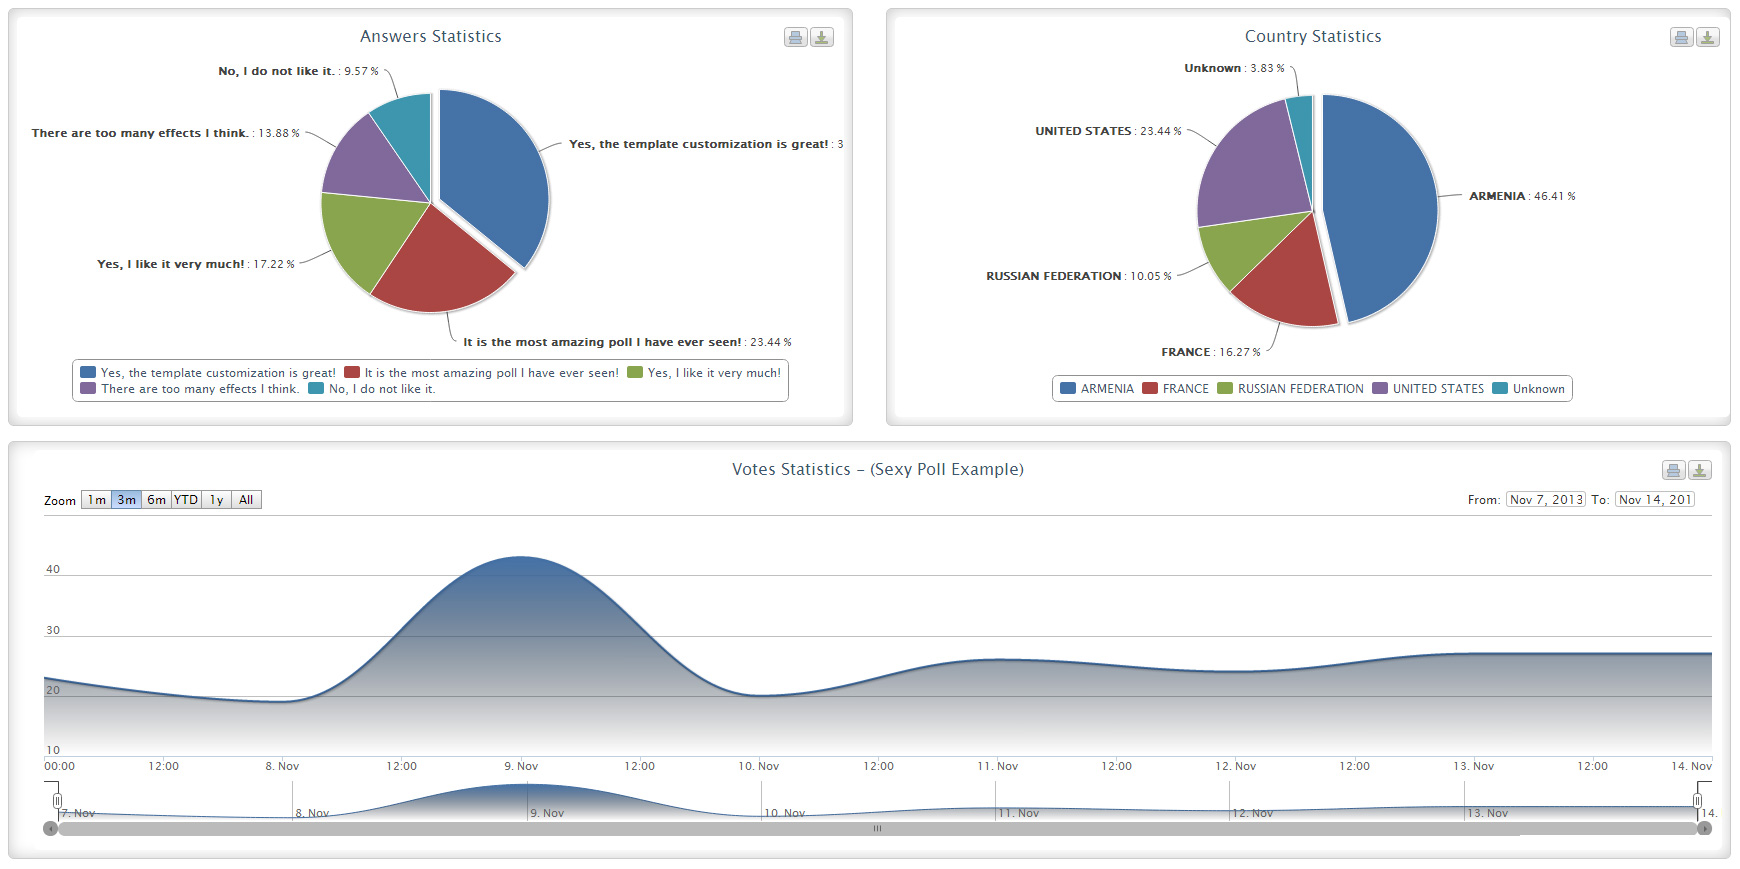 Answers Statistics
No, I do not like it. : 9.57 %
There are too many effects I think. : 13.88 %
Yes, the template customization is great! : 3
Yes, I like it very much! : 17.22 %
It is the most amazing poll I have ever seen! : 23.44 %
Yes, the template customization is great! It is the most amazing poll I have ever seen! Yes, I like it very much!
There are too many effects I think. No, I do not like it.
Country Statistics
Unknown : 3.83 %
UNITED STATES : 23.44 %
ARMENIA : 46.41 %
RUSSIAN FEDERATION : 10.05 %
FRANCE : 16.27 %
ARMENIA FRANCE RUSSIAN FEDERATION UNITED STATES Unknown
Votes Statistics - (Sexy Poll Example)
Zoom 1m 3m 6m YTD 1y All From: Nov 7, 2013 To: Nov 14, 201
40
30
20
10
00:00 12:00 8. Nov 12:00 9. Nov 12:00 10. Nov 12:00 11. Nov 12:00 12. Nov 12:00 13. Nov 12:00 14. Nov
7. Nov 8. Nov 9. Nov 10. Nov 11. Nov 12. Nov 13. Nov 14.